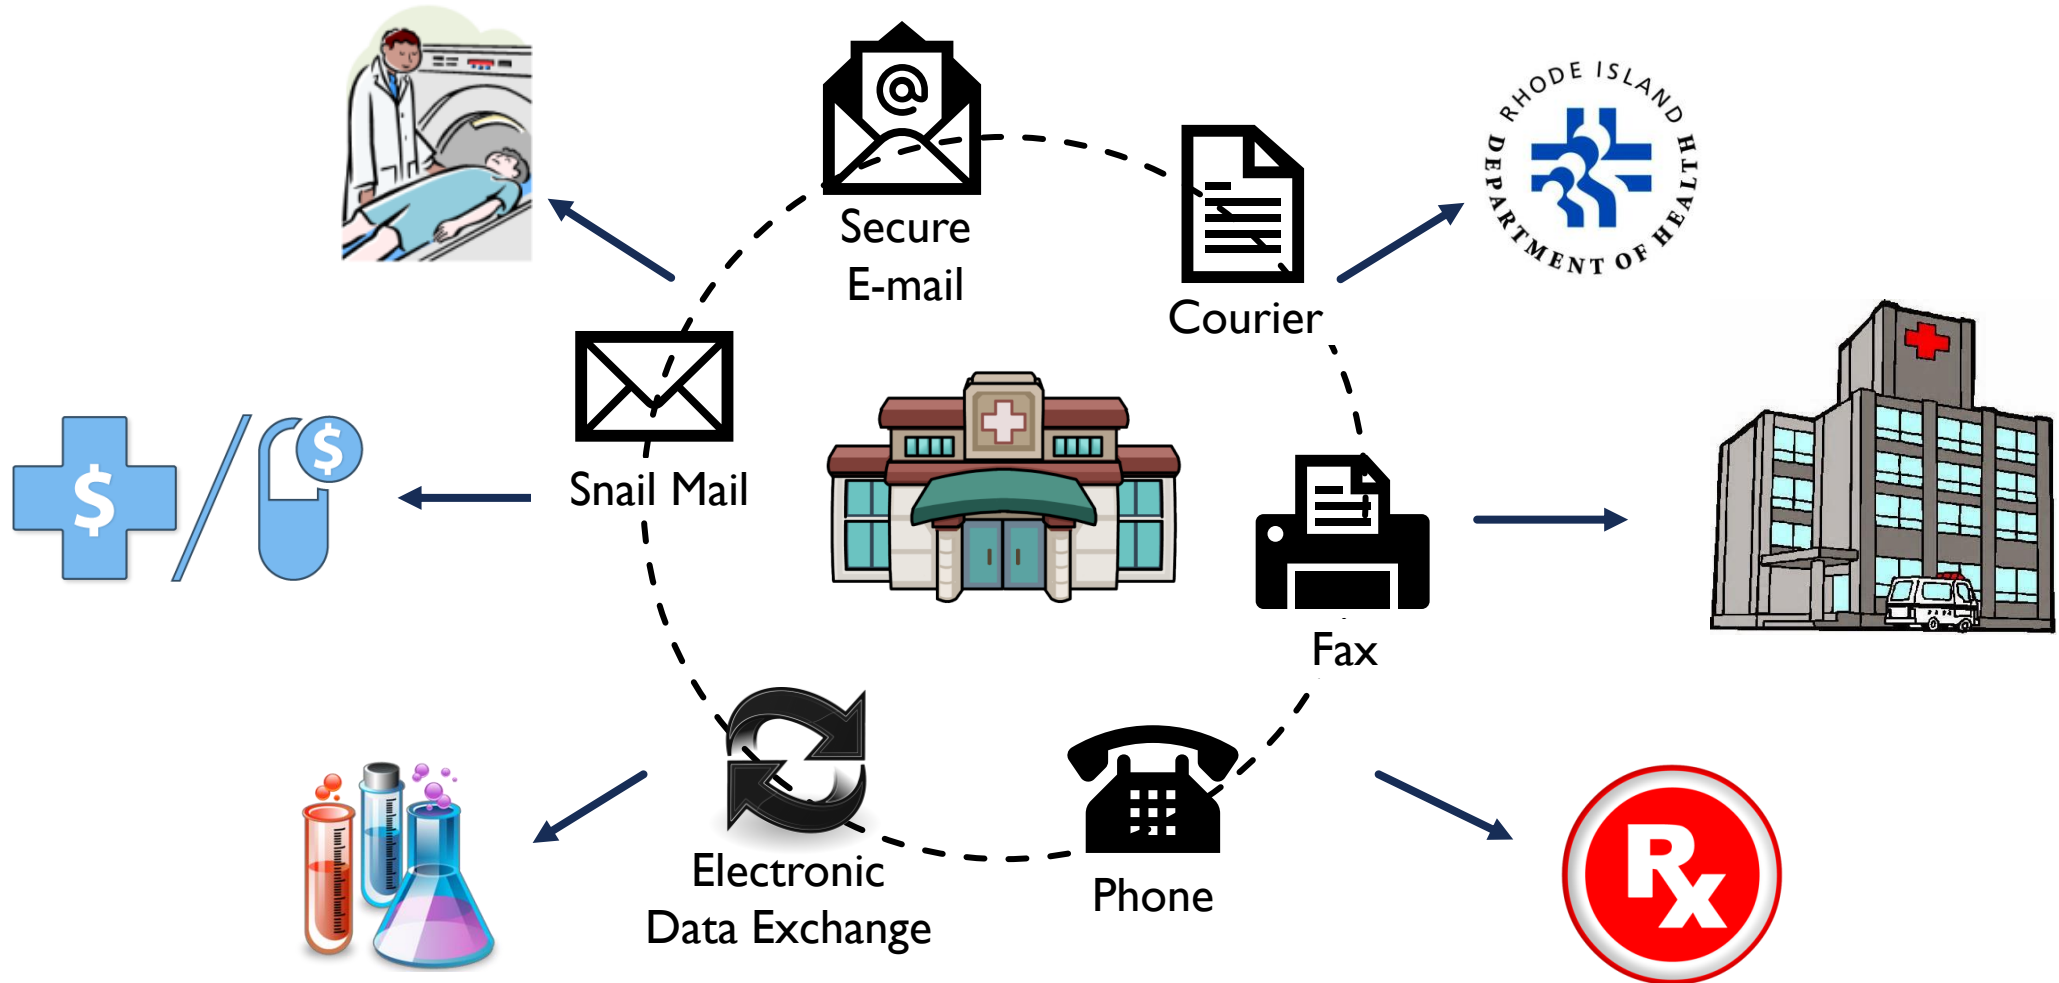 Secure
E-mail
RHODE ISLAND
DEPARTMENT OF HEALTH
Courier
Snail Mail
$
$
Fax
Electronic
Data Exchange
Phone
Rx